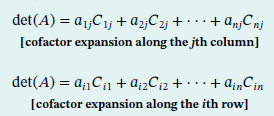 det(A) = a₁ⱼC₁ⱼ + a₂ⱼC₂ⱼ + · · · + aₙⱼCₙⱼ
[cofactor expansion along the jth column]
det(A) = aᵢ₁Cᵢ₁ + aᵢ₂Cᵢ₂ + · · · + aᵢₙCᵢₙ
[cofactor expansion along the ith row]